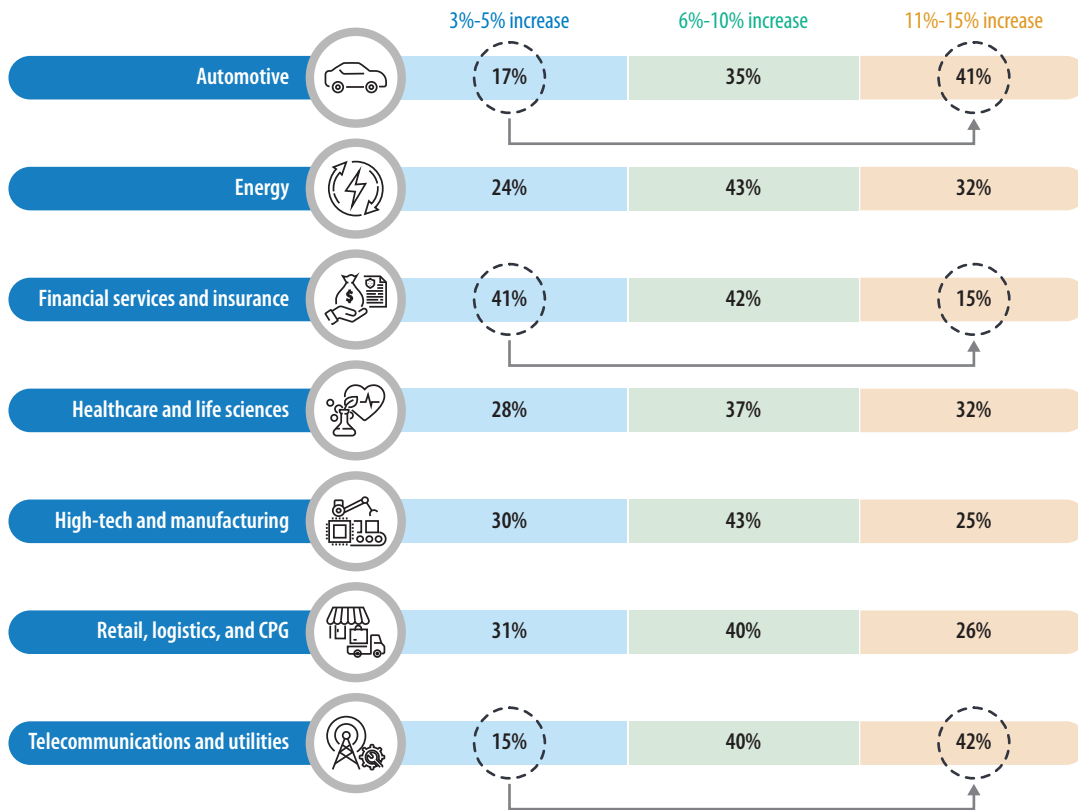 3%-5% increase 6%-10% increase 11%-15% increase
Automotive 17% 35% 41%
Energy 24% 43% 32%
Financial services and insurance $ 41% 42% 15%
Healthcare and life sciences 28% 37% 32%
High-tech and manufacturing 30% 43% 25%
Retail, logistics, and CPG 31% 40% 26%
Telecommunications and utilities 15% 40% 42%